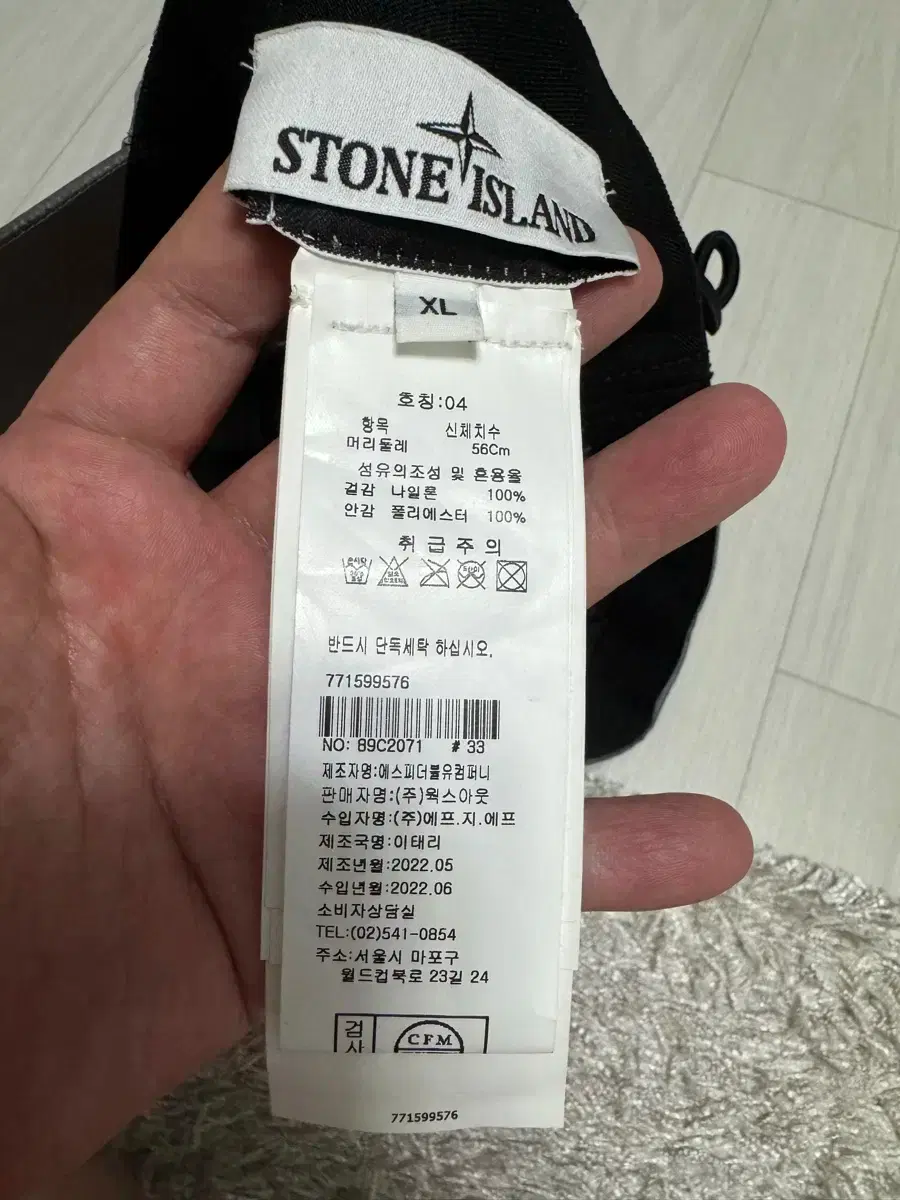 STONE ISLAND
XL
호칭:04
항목 신체치수
머리둘레 56Cm
섬유의조성 및 혼용율
겉감 나일론 100%
안감 폴리에스터 100%
취급주의
반드시 단독세탁 하십시오.
771599576
NO: 89C2071 # 33
제조자명:에스피더블유컴퍼니
판매자명:(주)웍스아웃
수입자명:(주)에프.지.에프
제조국명:이태리
제조년월:2022.05
수입년월:2022.06
소비자상담실
TEL:(02)541-0854
주소:서울시 마포구
월드컵북로 23길 24
검사
CFM
771599576